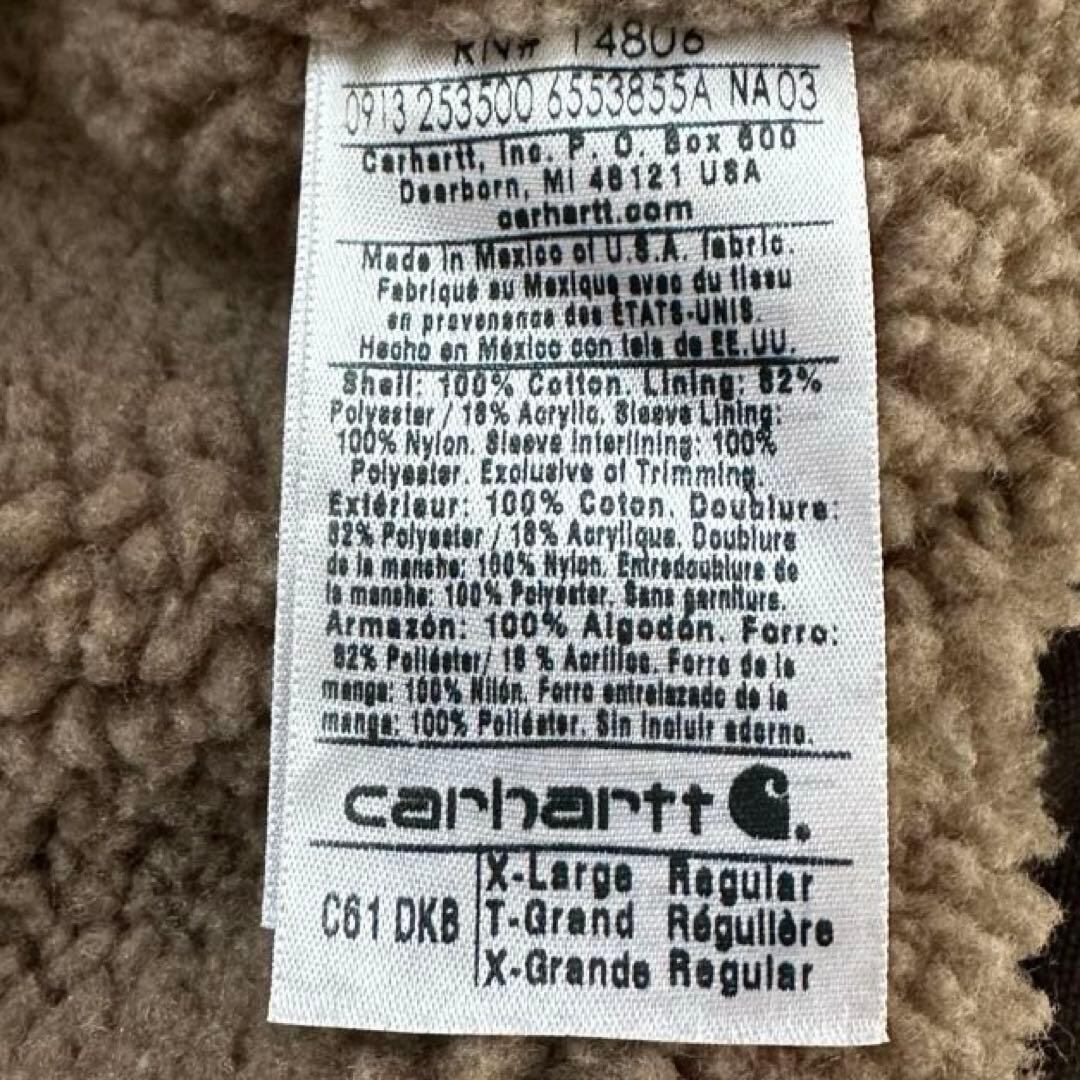 RN# 14806
0913 253500 6553855A NA03
Carhartt, Inc. P. O. Box 600
Dearborn, MI 48121 USA
carhartt.com
Made in Mexico of U.S.A. fabric.
Fabriqué au Mexique avec du tissu
en provenance des ÉTATS-UNIS.
Hecho en México con tela de EE.UU.
Shell: 100% Cotton. Lining: 82%
Polyester / 18% Acrylic. Sleeve Lining:
100% Nylon. Sleeve Interlining: 100%
Polyester. Exclusive of Trimming.
Extérieur: 100% Coton. Doublure:
82% Polyester / 18% Acrylique. Doublure
de la manche: 100% Nylon. Entredoublure de
la manche: 100% Polyester. Sans garniture.
Armazón: 100% Algodón. Forro:
82% Poliéster/ 18 % Acrílico. Forro de la
manga: 100% Nilón. Forro entrelazado de la
manga: 100% Poliéster. Sin incluir adorno.
carhartt
C61 DKB
X-Large Regular
T-Grand Régulière
X-Grande Regular